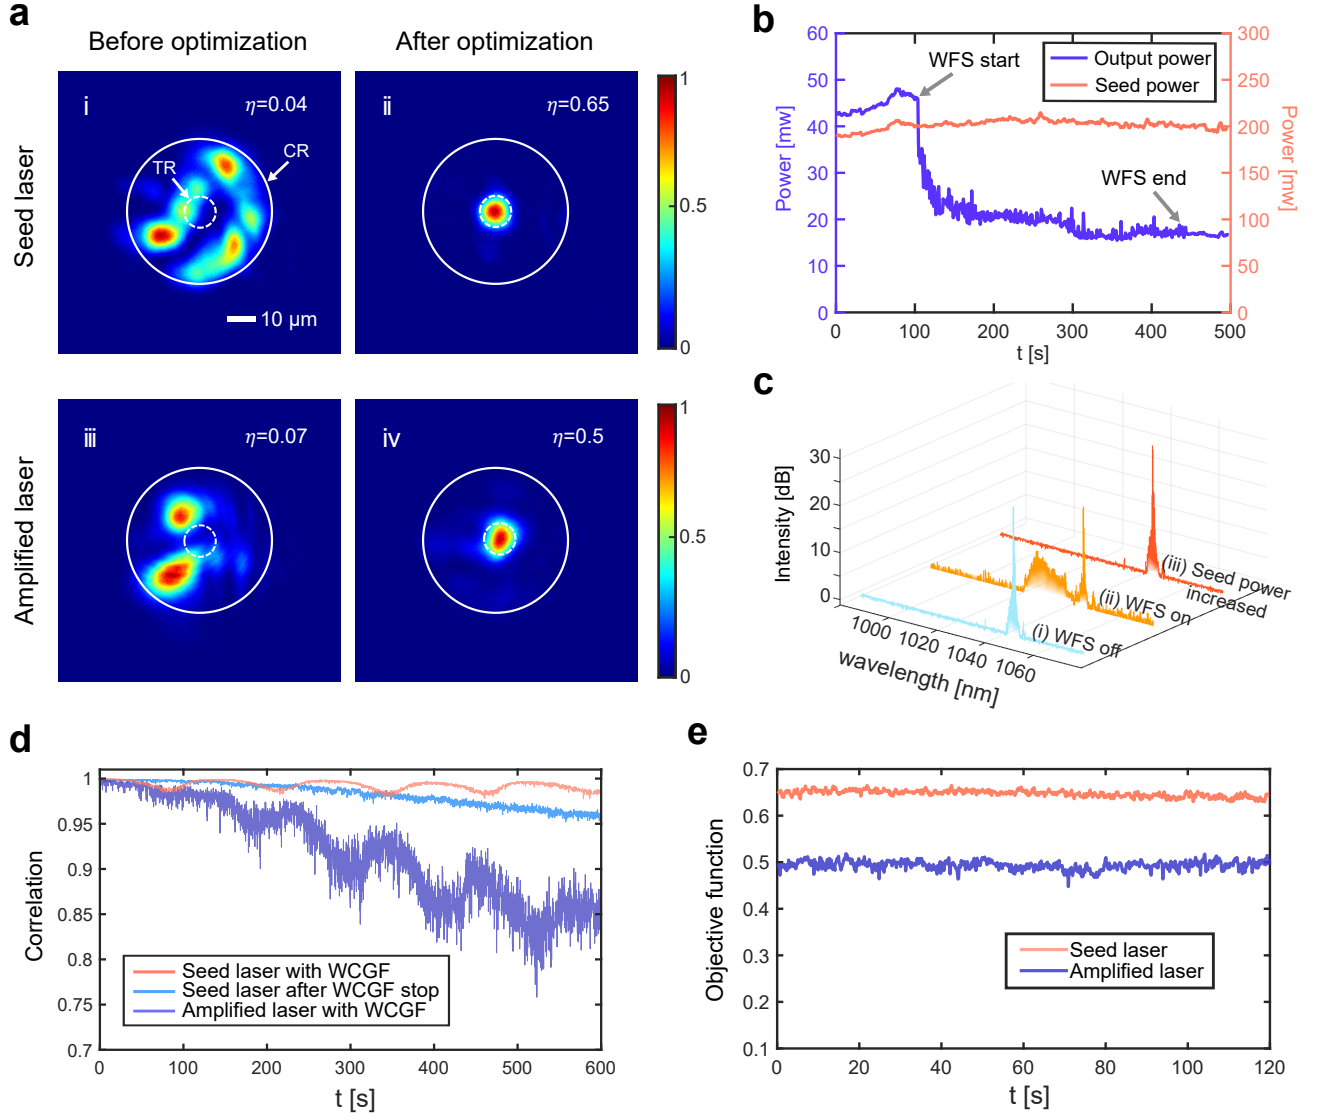 a
Before optimization
After optimization
Seed laser
Amplified laser
i
η=0.04
TR
CR
10 µm
ii
η=0.65
1
0.5
0
iii
η=0.07
iv
η=0.5
1
0.5
0
b
60
50
40
30
20
10
0
Power [mw]
WFS start
WFS end
Output power
Seed power
300
250
200
150
100
50
0
Power [mw]
0 100 200 300 400 500
t [s]
c
30
20
10
0
Intensity [dB]
1000 1020 1040 1060
wavelength [nm]
(i) WFS off
(ii) WFS on
(iii) Seed power
increased
d
1
0.95
0.9
0.85
0.8
0.75
0.7
Correlation
Seed laser with WCGF
Seed laser after WCGF stop
Amplified laser with WCGF
0 100 200 300 400 500 600
t [s]
e
0.7
0.6
0.5
0.4
0.3
0.2
0.1
Objective function
Seed laser
Amplified laser
0 20 40 60 80 100 120
t [s]